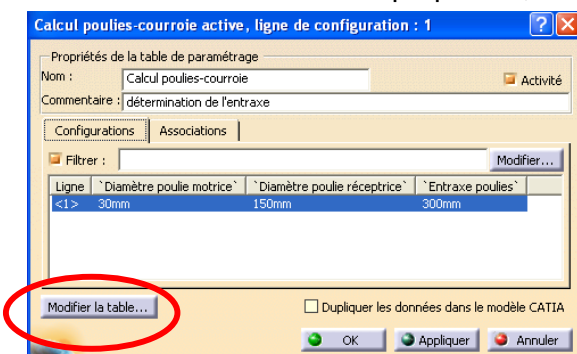 Calcul poulies-courroie active, ligne de configuration : 1
Propriétés de la table de paramétrage
Nom : Calcul poulies-courroie Activité
Commentaire : détermination de l'entraxe
Configurations Associations
Filtrer : Modifier...
Ligne `Diamètre poulie motrice` `Diamètre poulie réceptrice` `Entraxe poulies`
<1> 30mm 150mm 300mm
Modifier la table... Dupliquer les données dans le modèle CATIA
OK Appliquer Annuler